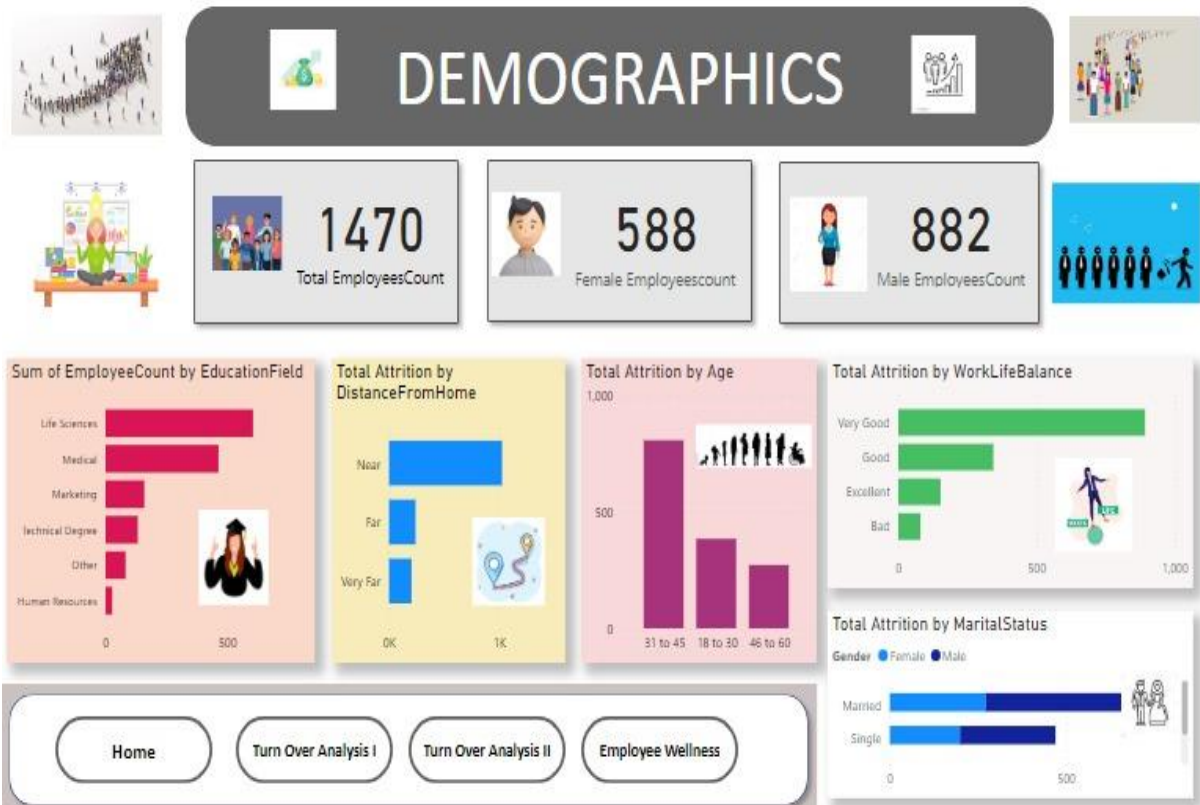 DEMOGRAPHICS
1470
Total EmployeesCount
588
Female Employeescount
882
Male EmployeesCount
Sum of EmployeeCount by EducationField
Life Sciences
Medical
Marketing
Technical Degree
Other
Human Resources
0
500
Total Attrition by
DistanceFromHome
Near
Far
Very Far
0K
1K
Total Attrition by Age
1,000
500
0
31 to 45
18 to 30
46 to 60
Total Attrition by WorkLifeBalance
Very Good
Good
Excellent
Bad
0
500
1,000
Total Attrition by MaritalStatus
Gender Female Male
Married
Single
0
500
Home
Turn Over Analysis I
Turn Over Analysis II
Employee Wellness